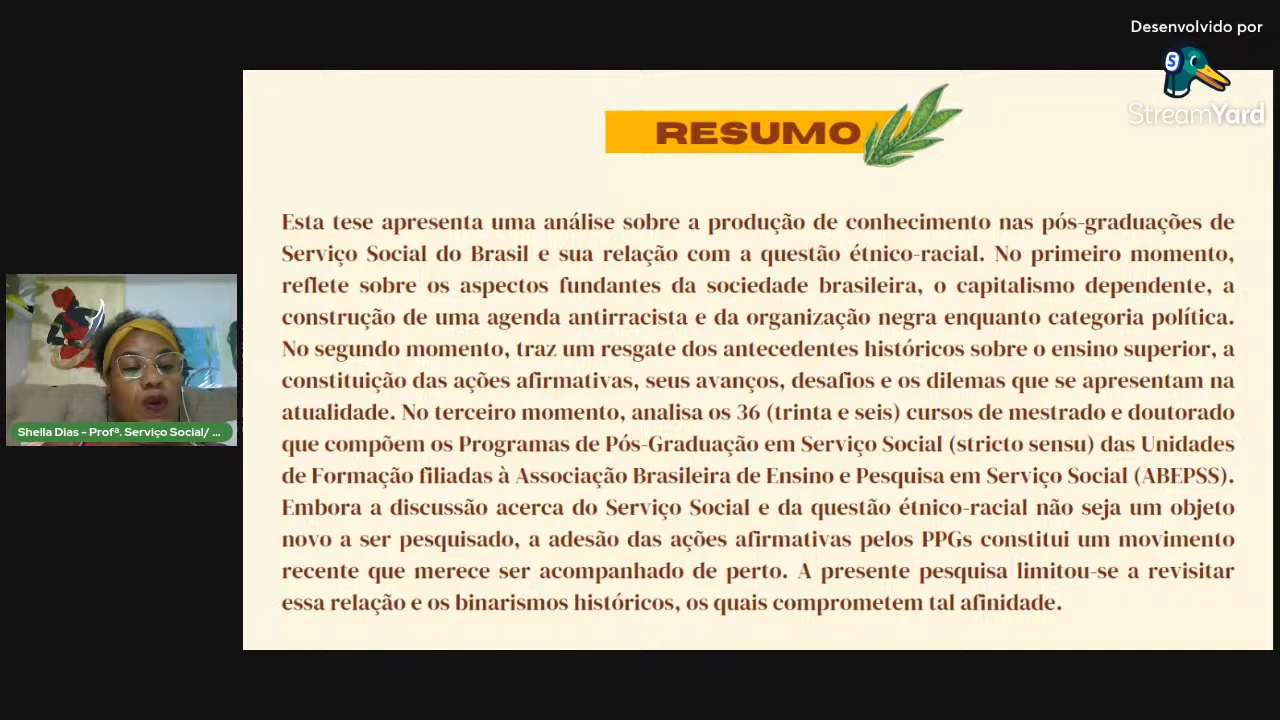 Desenvolvido por
StreamYard
RESUMO
Esta tese apresenta uma análise sobre a produção de conhecimento nas pós-graduações de
Serviço Social do Brasil e sua relação com a questão étnico-racial. No primeiro momento,
reflete sobre os aspectos fundantes da sociedade brasileira, o capitalismo dependente, a
construção de uma agenda antirracista e da organização negra enquanto categoria política.
No segundo momento, traz um resgate dos antecedentes históricos sobre o ensino superior, a
constituição das ações afirmativas, seus avanços, desafios e os dilemas que se apresentam na
atualidade. No terceiro momento, analisa os 36 (trinta e seis) cursos de mestrado e doutorado
que compõem os Programas de Pós-Graduação em Serviço Social (stricto sensu) das Unidades
de Formação filiadas à Associação Brasileira de Ensino e Pesquisa em Serviço Social (ABEPSS).
Embora a discussão acerca do Serviço Social e da questão étnico-racial não seja um objeto
novo a ser pesquisado, a adesão das ações afirmativas pelos PPGs constitui um movimento
recente que merece ser acompanhado de perto. A presente pesquisa limitou-se a revisitar
essa relação e os binarismos históricos, os quais comprometem tal afinidade.
Sheila Dias - Profª. Serviço Social/ ...